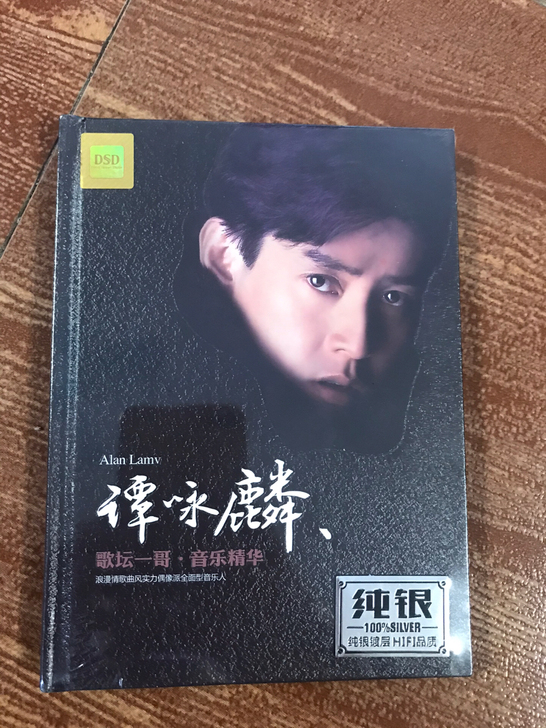 DSD
Alan Lamv
谭咏麟、
歌坛一哥·音乐精华
浪漫情歌曲风实力偶像派全面型音乐人
纯银
100%SILVER
纯银镀层 HIFI品质